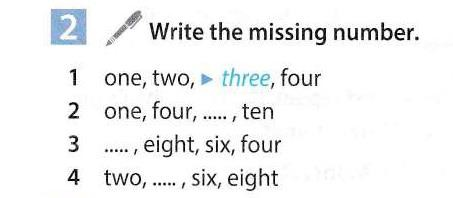 2 Write the missing number.
1 one, two, ▸ three, four
2 one, four, ..... , ten
3 ..... , eight, six, four
4 two, ..... , six, eight